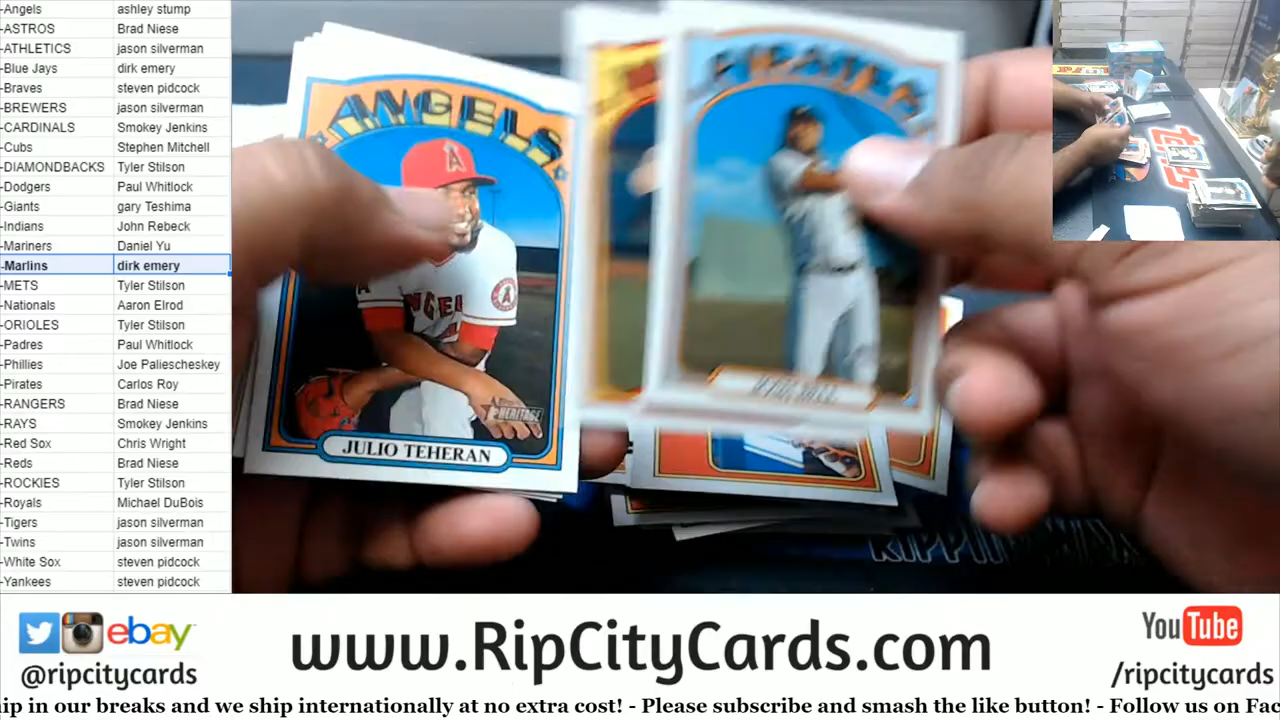 -Angels ashley stump
-ASTROS Brad Niese
-ATHLETICS jason silverman
-Blue Jays dirk emery
-Braves steven pidcock
-BREWERS jason silverman
-CARDINALS Smokey Jenkins
-Cubs Stephen Mitchell
-DIAMONDBACKS Tyler Stilson
-Dodgers Paul Whitlock
-Giants gary Teshima
-Indians John Rebeck
-Mariners Daniel Yu
-Marlins dirk emery
-METS Tyler Stilson
-Nationals Aaron Elrod
-ORIOLES Tyler Stilson
-Padres Paul Whitlock
-Phillies Joe Paliescheskey
-Pirates Carlos Roy
-RANGERS Brad Niese
-RAYS Smokey Jenkins
-Red Sox Chris Wright
-Reds Brad Niese
-ROCKIES Tyler Stilson
-Royals Michael DuBois
-Tigers jason silverman
-Twins jason silverman
-White Sox steven pidcock
-Yankees steven pidcock
ANGELS
ANGEL
HERITAGE
JULIO TEHERAN
PIRATES
ebay
@ripcitycards
www.RipCityCards.com
YouTube
/ripcitycards
ip in our breaks and we ship internationally at no extra cost! - Please subscribe and smash the like button! - Follow us on Fac